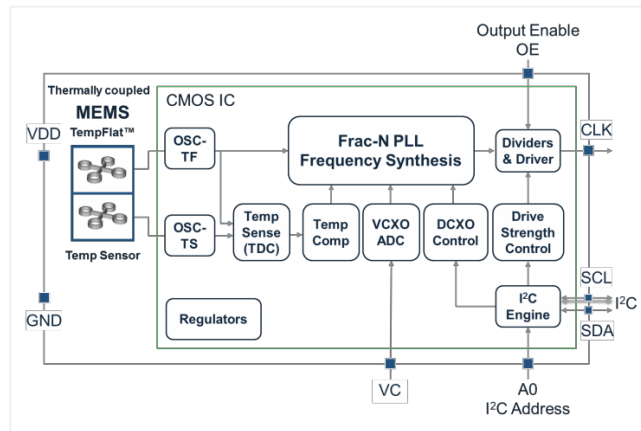 Output Enable
OE
Thermally coupled
MEMS
TempFlat™
CMOS IC
VDD
OSC-
TF
Frac-N PLL
Frequency Synthesis
Dividers
& Driver
CLK
OSC-
TS
Temp
Sense
(TDC)
Temp
Comp
VCXO
ADC
DCXO
Control
Drive
Strength
Control
Temp Sensor
SCL
I²C
SDA
GND
Regulators
I²C
Engine
VC
A0
I²C Address